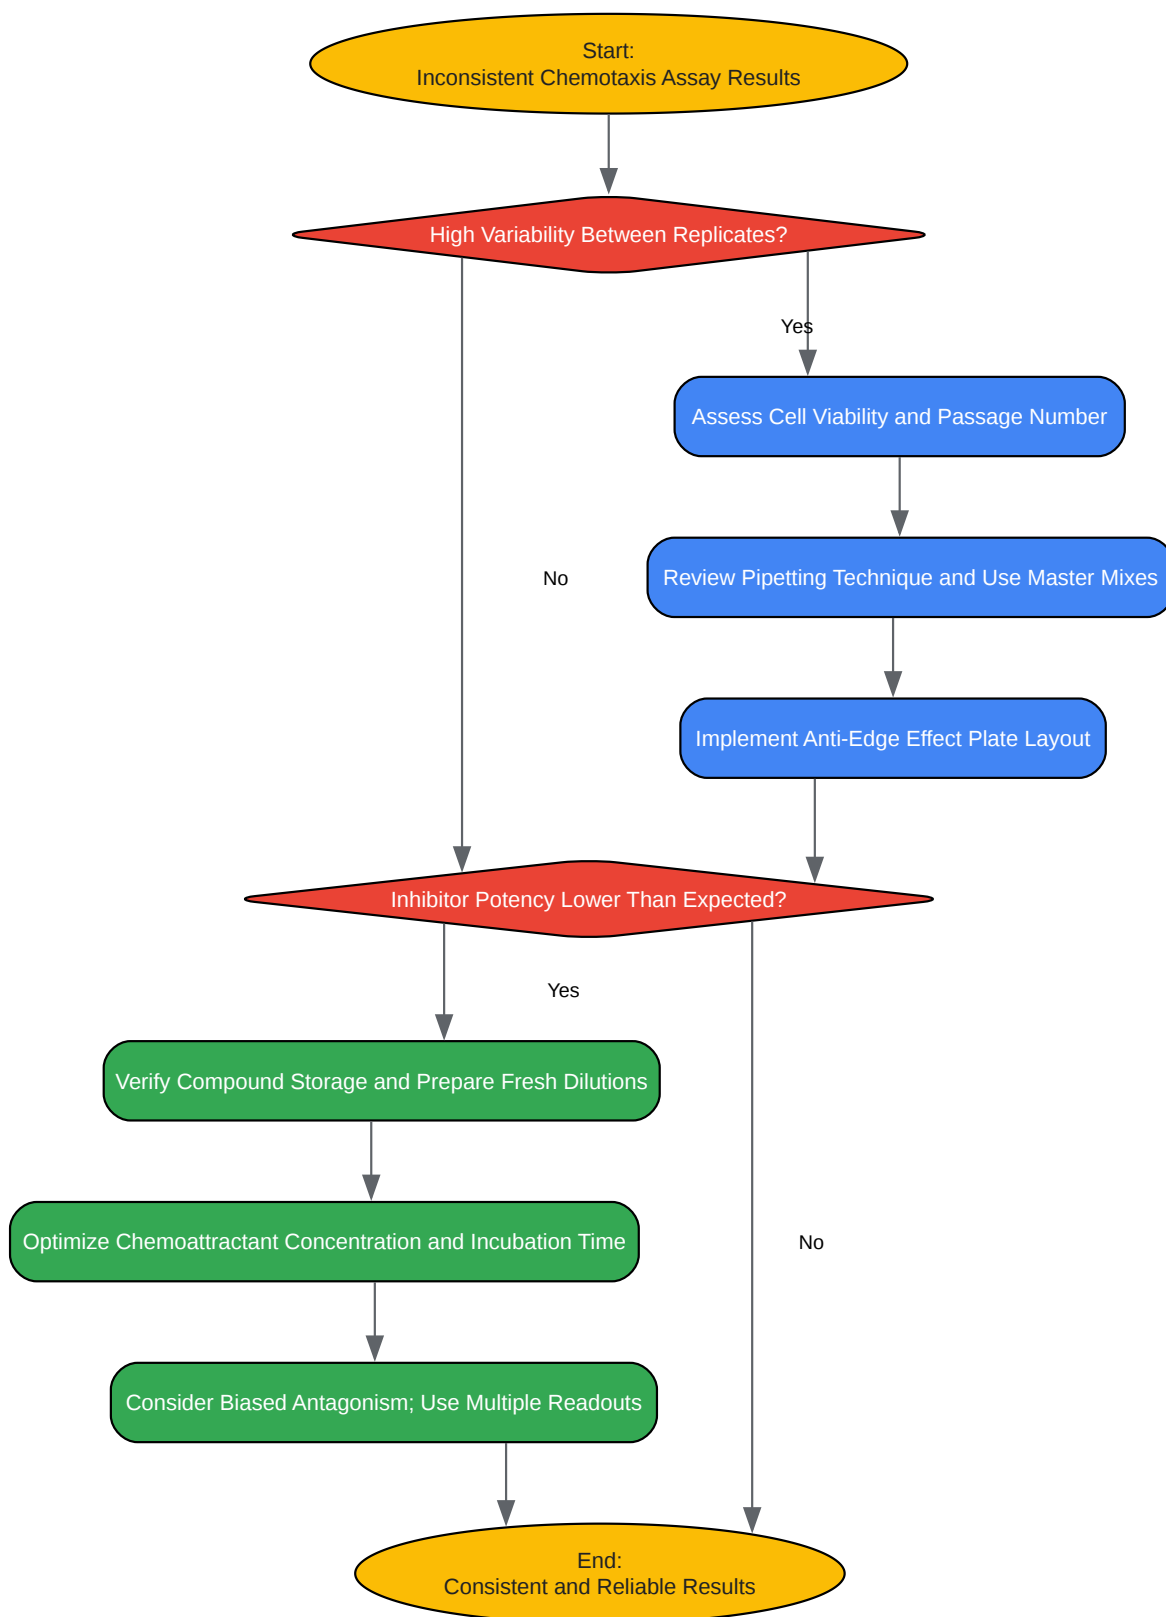 Start:
Inconsistent Chemotaxis Assay Results
High Variability Between Replicates?
Yes
Assess Cell Viability and Passage Number
Review Pipetting Technique and Use Master Mixes
No
Implement Anti-Edge Effect Plate Layout
Inhibitor Potency Lower Than Expected?
Yes
Verify Compound Storage and Prepare Fresh Dilutions
Optimize Chemoattractant Concentration and Incubation Time
No
Consider Biased Antagonism; Use Multiple Readouts
End:
Consistent and Reliable Results